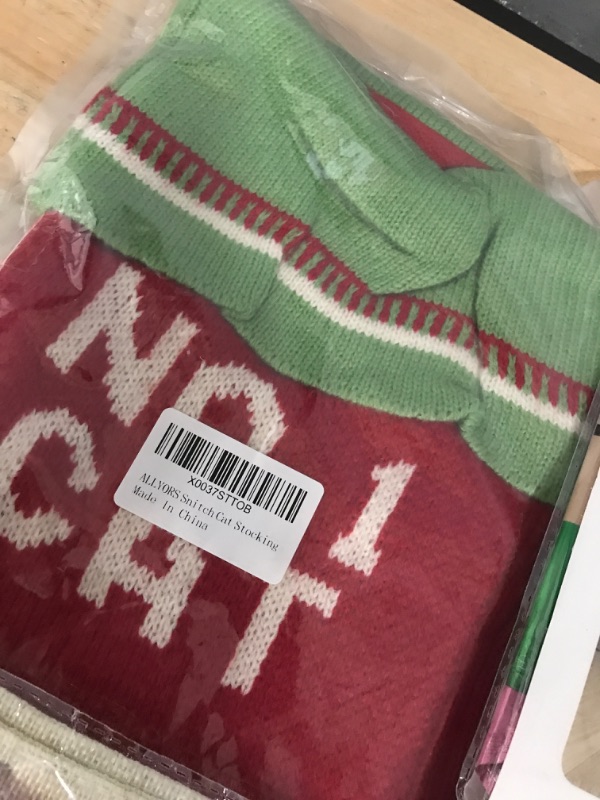 NO 1
CAT
X0037STTOB
ALLYORS Snitch Cat Stocking
Made In China